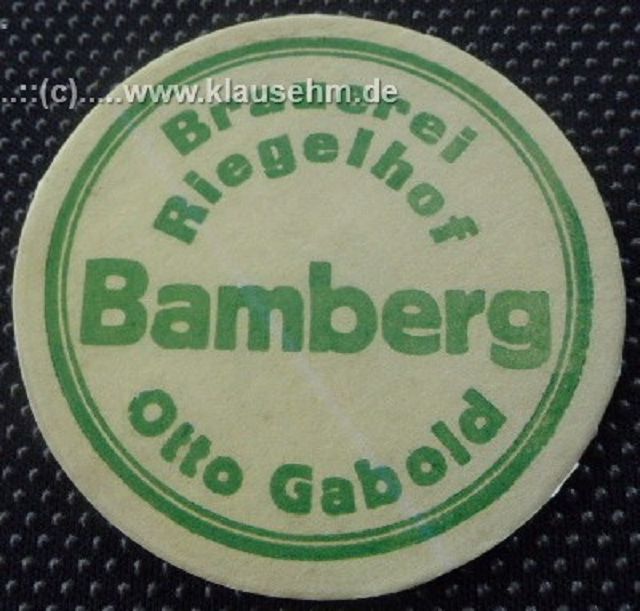 ..::(c).....www.klausehm.de
Brauerei
Riegelhof
Bamberg
Otto Gabold